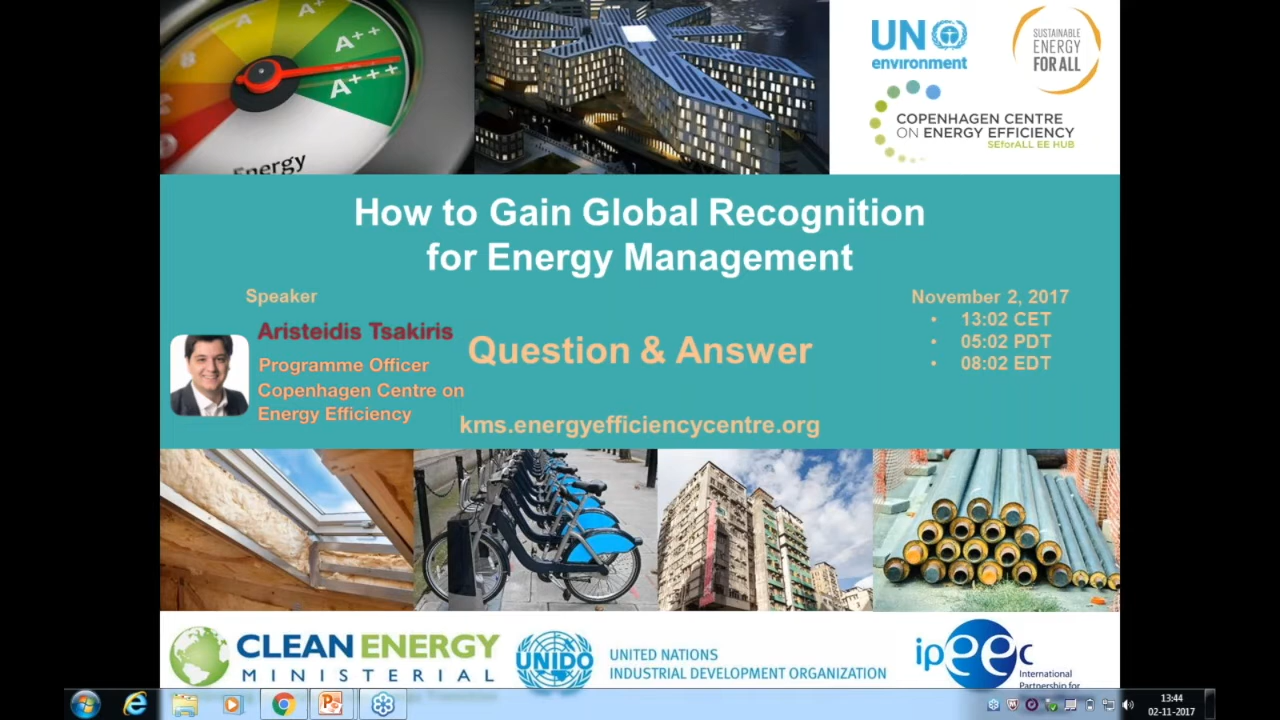 A+
A+
A++
A+++
Energy
UN
environment
SUSTAINABLE
ENERGY
FOR ALL
COPENHAGEN CENTRE
ON ENERGY EFFICIENCY
SEforALL EE HUB
How to Gain Global Recognition
for Energy Management
Speaker
Aristeidis Tsakiris
Programme Officer
Copenhagen Centre on
Energy Efficiency
Question & Answer
kms.energyefficiencycentre.org
November 2, 2017
• 13:02 CET
• 05:02 PDT
• 08:02 EDT
CLEAN ENERGY
MINISTERIAL
UNIDO
UNITED NATIONS
INDUSTRIAL DEVELOPMENT ORGANIZATION
ipeec
International
Partnership for
13:44
02-11-2017